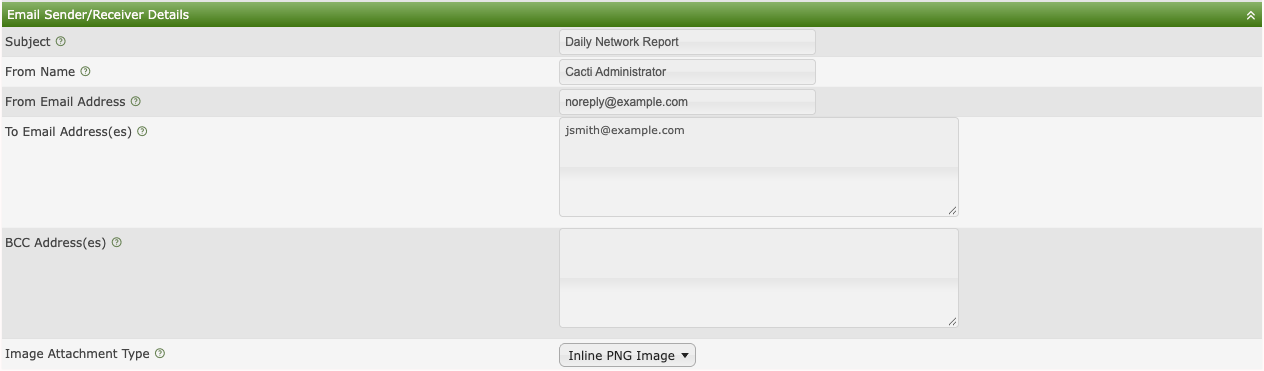 Email Sender/Receiver Details
Subject Daily Network Report
From Name Cacti Administrator
From Email Address noreply@example.com
To Email Address(es) jsmith@example.com
BCC Address(es)
Image Attachment Type Inline PNG Image